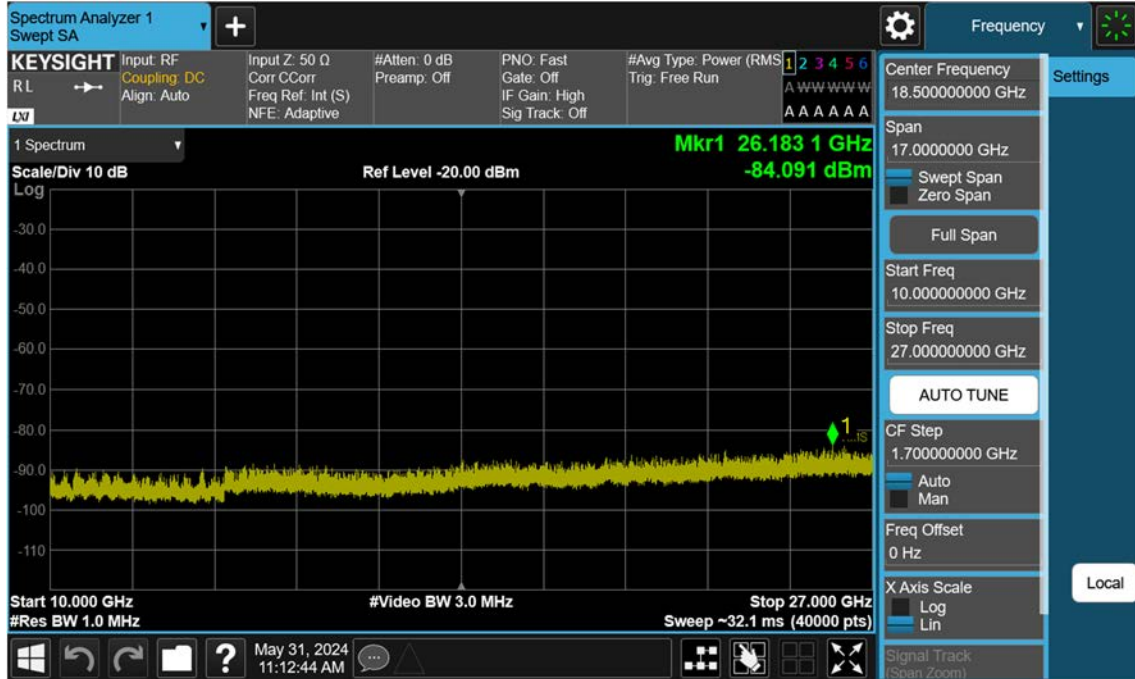 Spectrum Analyzer 1
Swept SA
Frequency
KEYSIGHT
R L
LXI
Input: RF
Coupling: DC
Align: Auto
Input Z: 50 Ω
Corr CCorr
Freq Ref: Int (S)
NFE: Adaptive
#Atten: 0 dB
Preamp: Off
PNO: Fast
Gate: Off
IF Gain: High
Sig Track: Off
#Avg Type: Power (RMS
Trig: Free Run
1 2 3 4 5 6
A W W W W W
A A A A A A
1 Spectrum
Scale/Div 10 dB
Ref Level -20.00 dBm
Mkr1 26.183 1 GHz
-84.091 dBm
Log
-30.0
-40.0
-50.0
-60.0
-70.0
-80.0
-90.0
-100
-110
1
Start 10.000 GHz
#Res BW 1.0 MHz
#Video BW 3.0 MHz
Stop 27.000 GHz
Sweep ~32.1 ms (40000 pts)
?
May 31, 2024
11:12:44 AM
Center Frequency
18.500000000 GHz
Span
17.0000000 GHz
Swept Span
Zero Span
Full Span
Start Freq
10.000000000 GHz
Stop Freq
27.000000000 GHz
AUTO TUNE
CF Step
1.700000000 GHz
Auto
Man
Freq Offset
0 Hz
X Axis Scale
Log
Lin
Signal Track
(Span Zoom)
Settings
Local